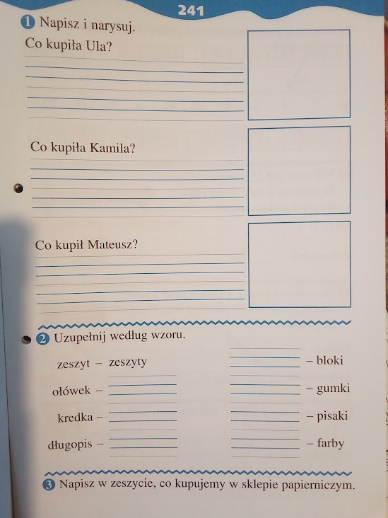 241
1 Napisz i narysuj.
Co kupiła Ula?
Co kupiła Kamila?
Co kupił Mateusz?
2 Uzupełnij według wzoru.
zeszyt – zeszyty
– bloki
ołówek –
– gumki
kredka –
– pisaki
długopis –
– farby
3 Napisz w zeszycie, co kupujemy w sklepie papierniczym.